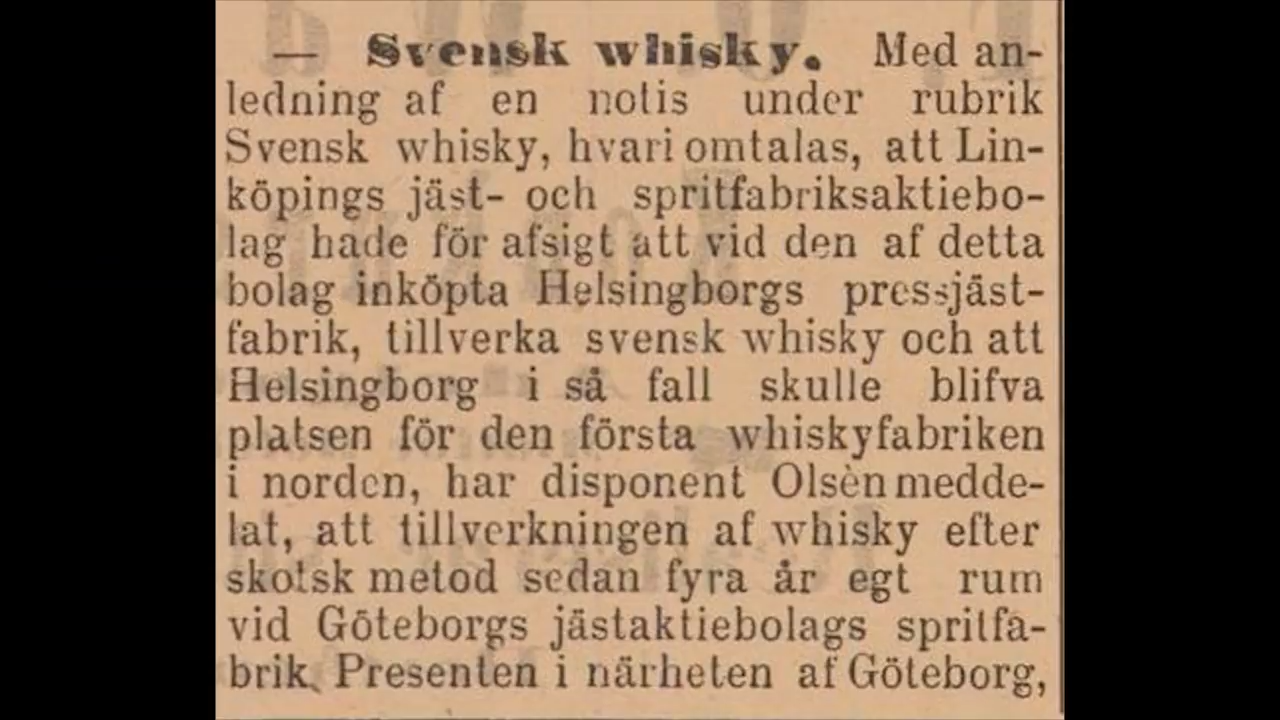 — Svensk whisky. Med an-
ledning af en notis under rubrik
Svensk whisky, hvari omtalas, att Lin-
köpings jäst- och spritfabriksaktiebo-
lag hade för afsigt att vid den af detta
bolag inköpta Helsingborgs pressjäst-
fabrik, tillverka svensk whisky och att
Helsingborg i så fall skulle blifva
platsen för den första whiskyfabriken
i norden, har disponent Olsèn medde-
lat, att tillverkningen af whisky efter
skotsk metod sedan fyra år egt rum
vid Göteborgs jästaktiebolags spritfa-
brik Presenten i närheten af Göteborg,